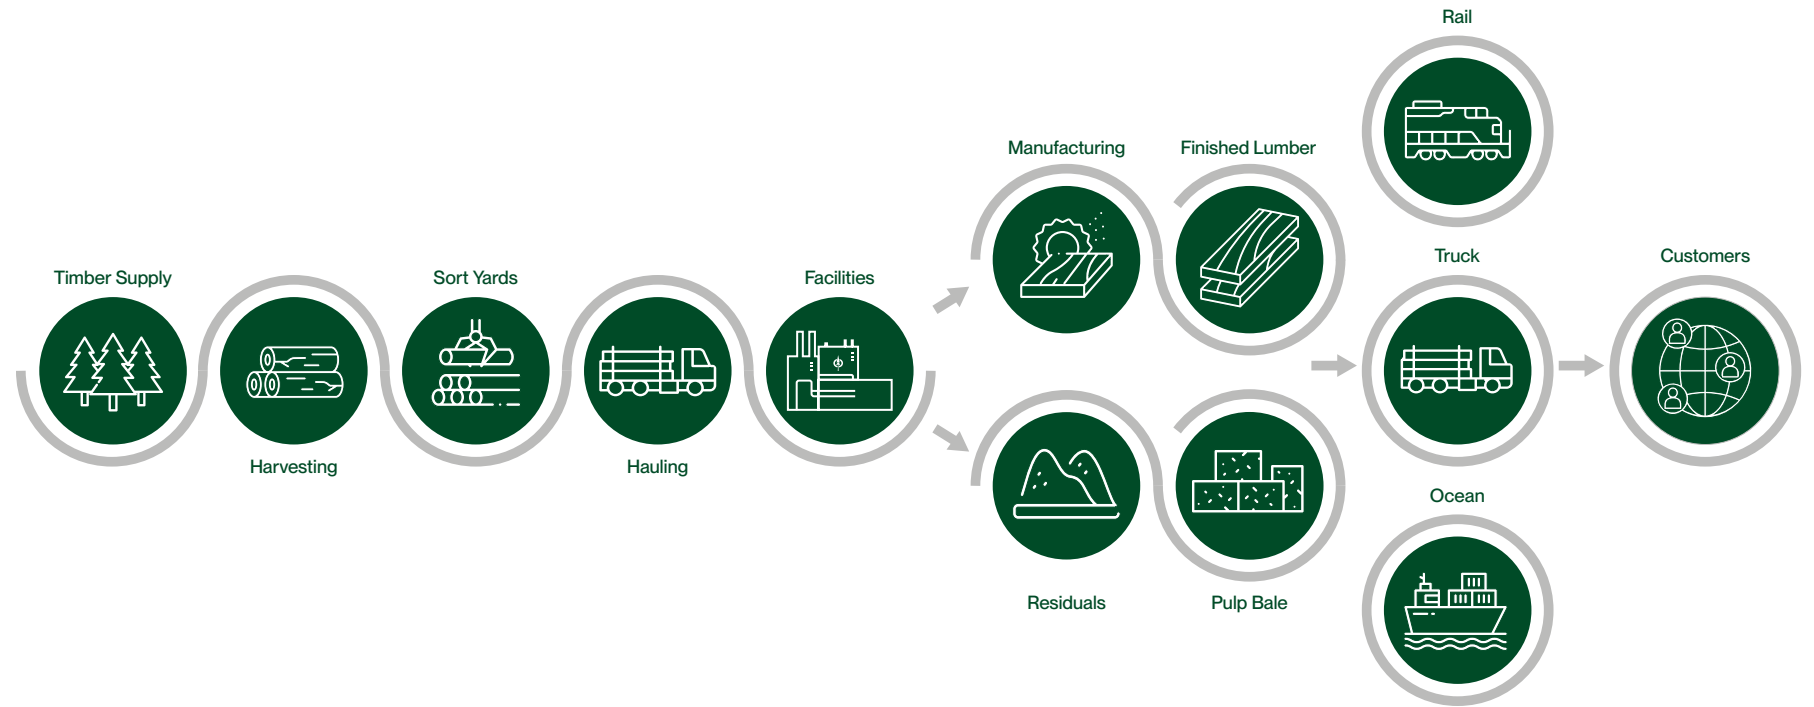 Timber Supply
Harvesting
Sort Yards
Hauling
Facilities
Manufacturing
Finished Lumber
Residuals
Pulp Bale
Rail
Truck
Ocean
Customers